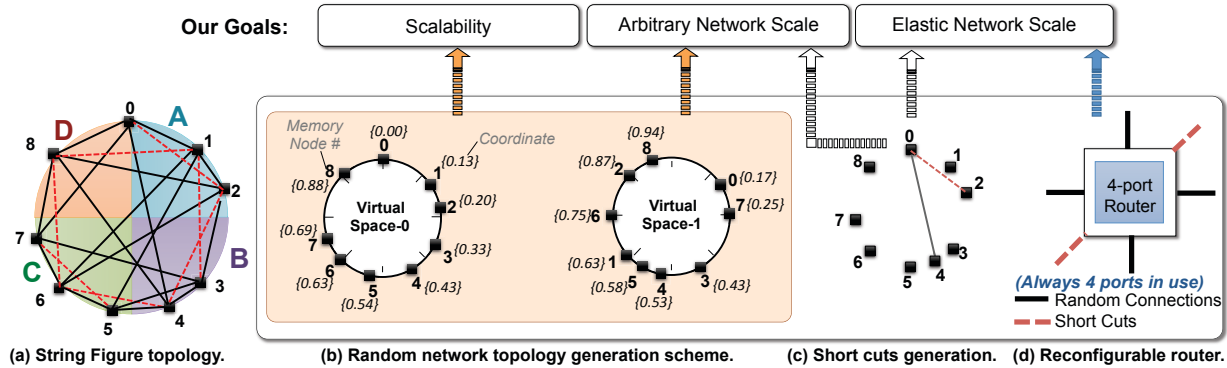 Our Goals:
Scalability
Arbitrary Network Scale
Elastic Network Scale
0
A
1
D
8
2
7
B
C
3
6
4
5
(a) String Figure topology.
Memory
Node #
{0.00}
Coordinate
0
{0.13}
1
8
{0.88}
2
{0.20}
Virtual
Space-0
{0.69}
7
3
{0.33}
6
{0.63}
4
{0.43}
5
{0.54}
{0.94}
8
{0.87}
2
0
{0.17}
{0.75}
6
7
{0.25}
Virtual
Space-1
1
{0.63}
5
{0.58}
4
{0.53}
3
{0.43}
(b) Random network topology generation scheme.
0
8
1
2
7
3
6
4
5
(c) Short cuts generation.
4-port
Router
(Always 4 ports in use)
Random Connections
Short Cuts
(d) Reconfigurable router.